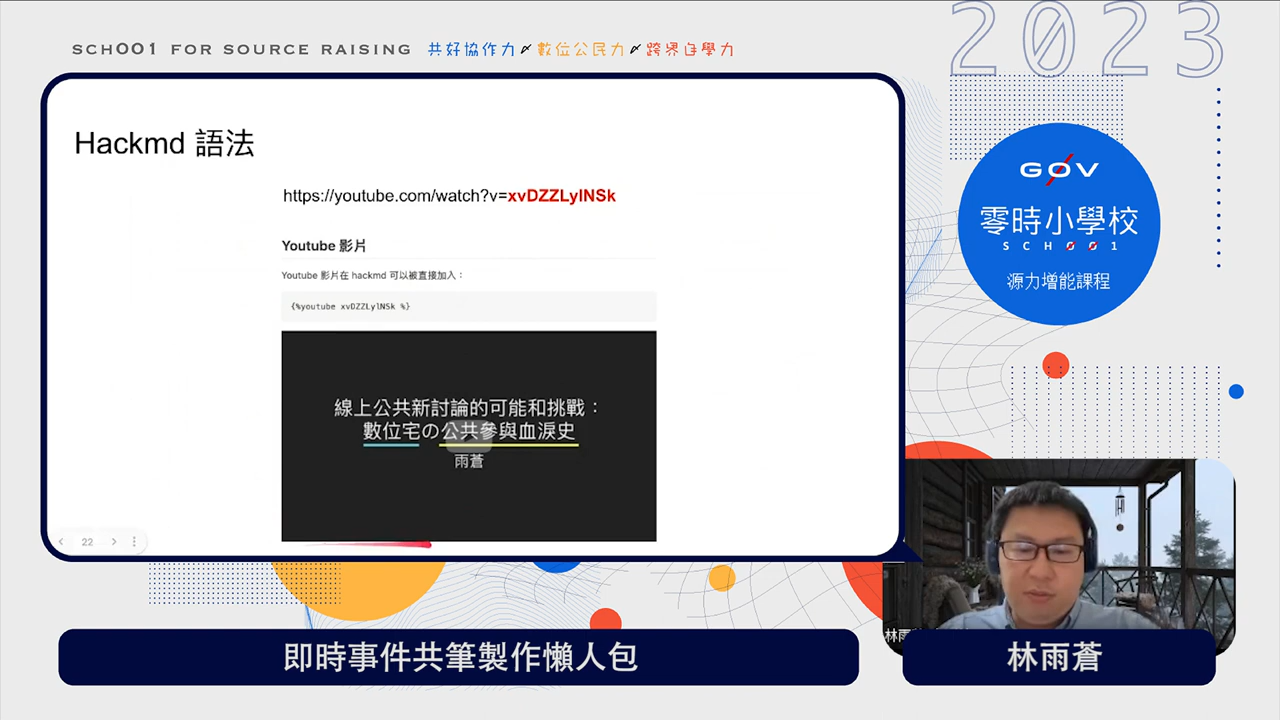 SCH001 FOR SOURCE RAISING 共好協作力〆數位公民力〆跨界自學力
2023
G0V
零時小學校
SCH001
源力增能課程
Hackmd 語法
https://youtube.com/watch?v=xvDZZLylNSk
Youtube 影片
Youtube 影片在 hackmd 可以被直接加入：
{%youtube xvDZZLylNSk %}
線上公共新討論的可能和挑戰：
數位宅の公共參與血淚史
雨蒼
22
林雨
即時事件共筆製作懶人包
林雨蒼